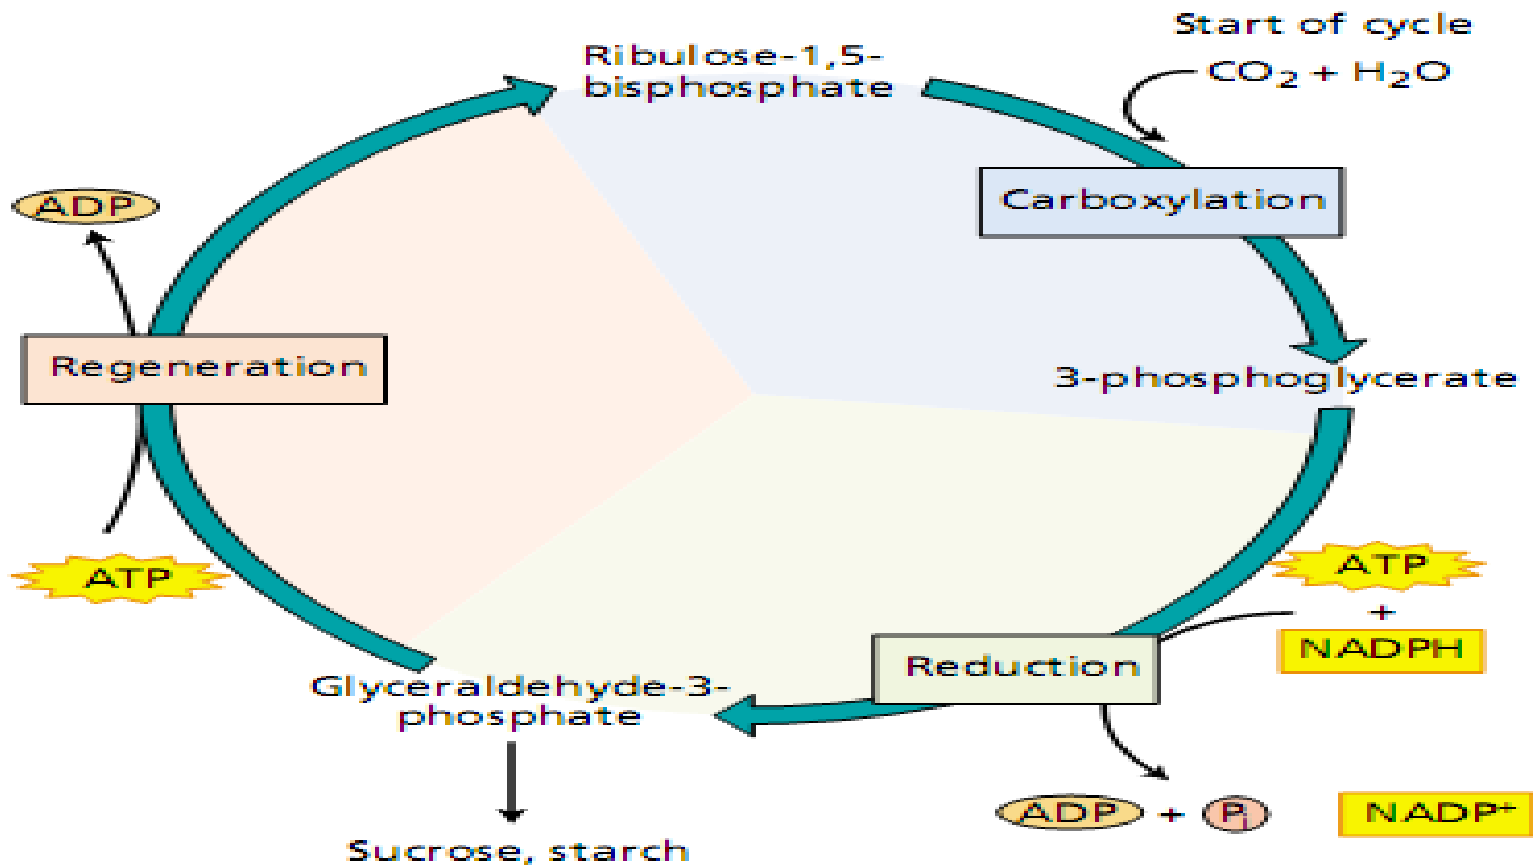 Start of cycle
CO₂ + H₂O
Ribulose-1,5-
bisphosphate
Carboxylation
3-phosphoglycerate
ATP
+
NADPH
Reduction
ADP + Pi
NADP⁺
Glyceraldehyde-3-
phosphate
Sucrose, starch
ATP
Regeneration
ADP